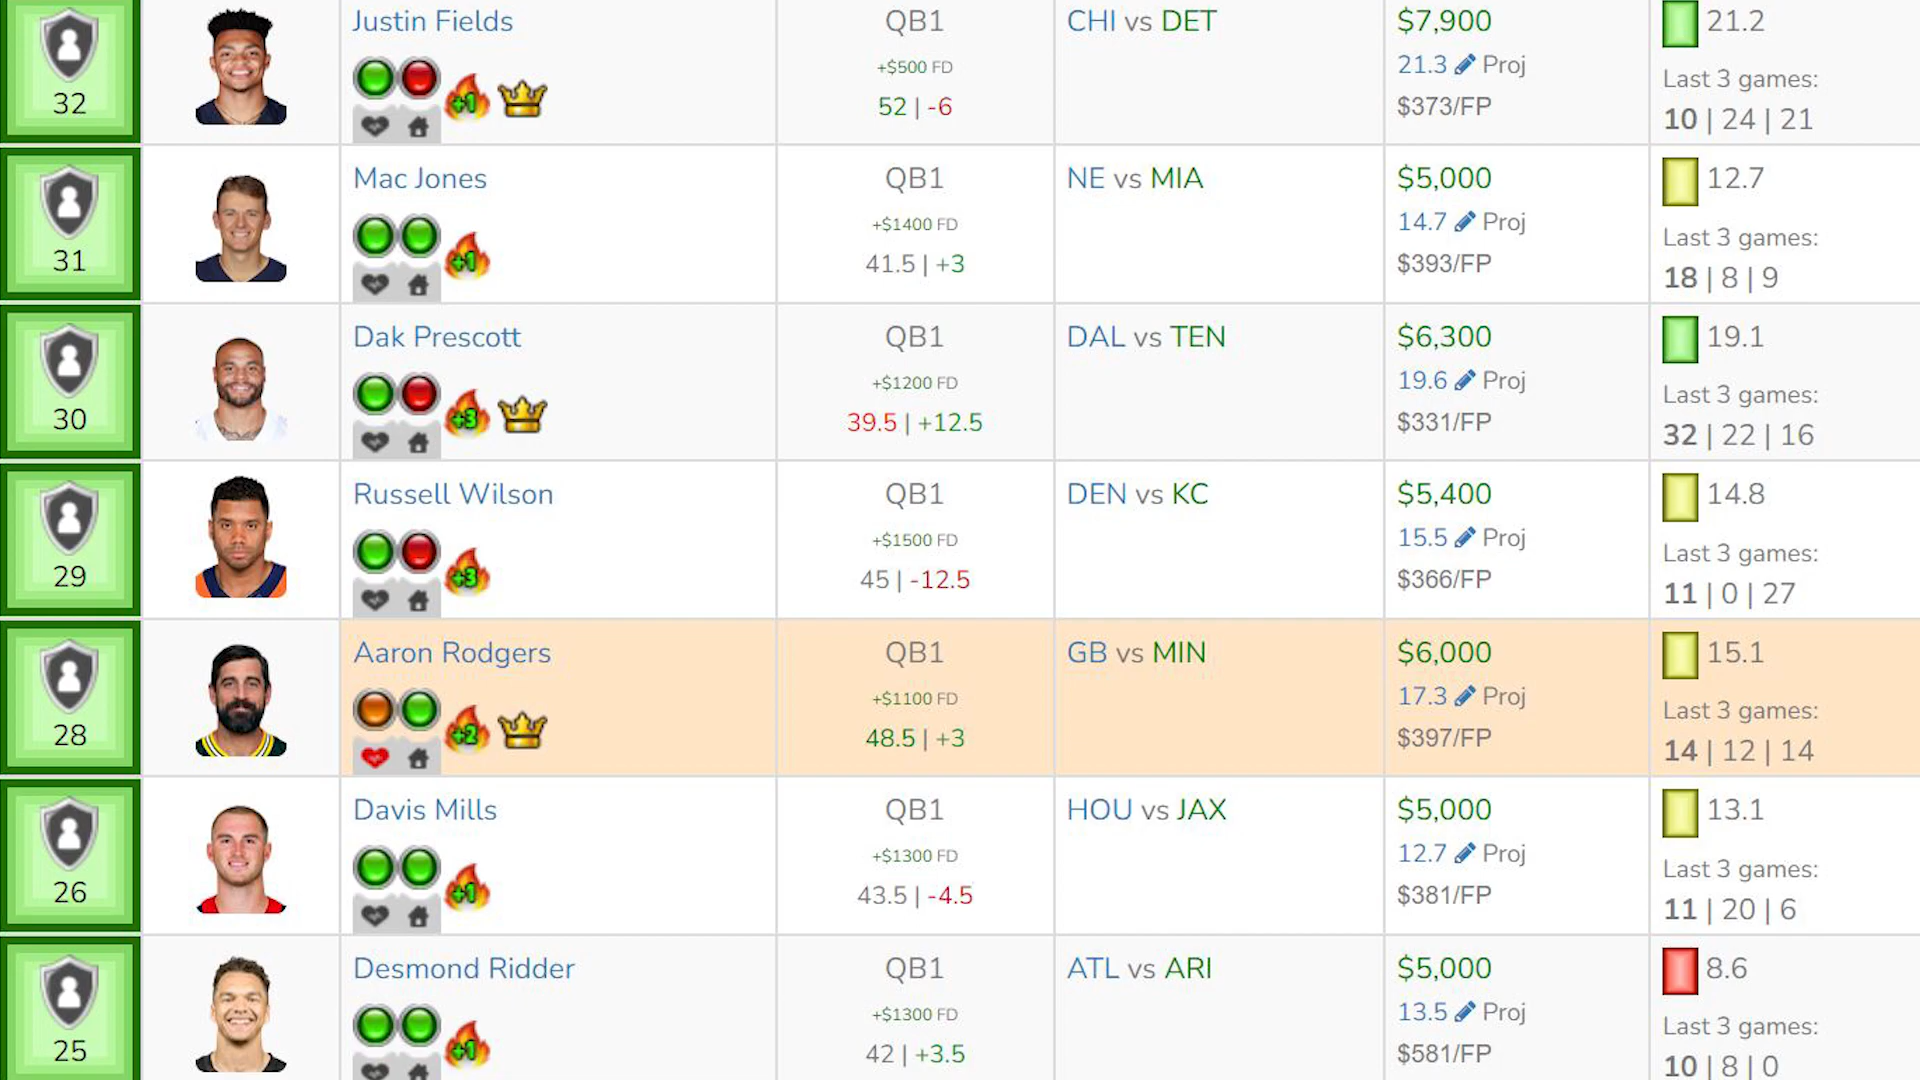 32
Justin Fields
+1
QB1
+$500 FD
52 | -6
CHI vs DET
$7,900
21.3 Proj
$373/FP
21.2
Last 3 games:
10 | 24 | 21
31
Mac Jones
+1
QB1
+$1400 FD
41.5 | +3
NE vs MIA
$5,000
14.7 Proj
$393/FP
12.7
Last 3 games:
18 | 8 | 9
30
Dak Prescott
+3
QB1
+$1200 FD
39.5 | +12.5
DAL vs TEN
$6,300
19.6 Proj
$331/FP
19.1
Last 3 games:
32 | 22 | 16
29
Russell Wilson
+3
QB1
+$1500 FD
45 | -12.5
DEN vs KC
$5,400
15.5 Proj
$366/FP
14.8
Last 3 games:
11 | 0 | 27
28
Aaron Rodgers
+2
QB1
+$1100 FD
48.5 | +3
GB vs MIN
$6,000
17.3 Proj
$397/FP
15.1
Last 3 games:
14 | 12 | 14
26
Davis Mills
+1
QB1
+$1300 FD
43.5 | -4.5
HOU vs JAX
$5,000
12.7 Proj
$381/FP
13.1
Last 3 games:
11 | 20 | 6
25
Desmond Ridder
+1
QB1
+$1300 FD
42 | +3.5
ATL vs ARI
$5,000
13.5 Proj
$581/FP
8.6
Last 3 games:
10 | 8 | 0